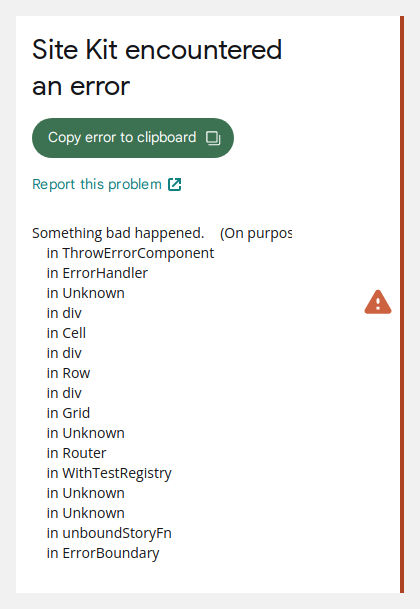 Site Kit encountered
an error
Copy error to clipboard
Report this problem
Something bad happened. (On purpos
in ThrowErrorComponent
in ErrorHandler
in Unknown
in div
in Cell
in div
in Row
in div
in Grid
in Unknown
in Router
in WithTestRegistry
in Unknown
in Unknown
in unboundStoryFn
in ErrorBoundary